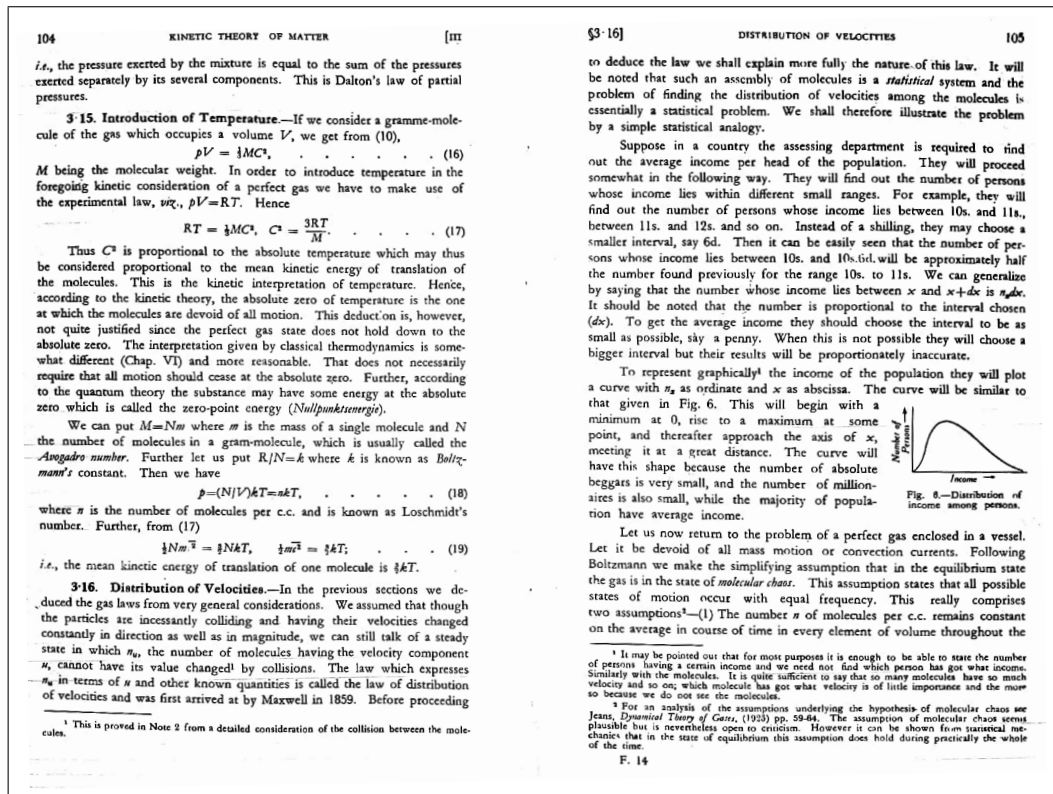 104 KINETIC THEORY OF MATTER [III
i.e., the pressure exerted by the mixture is equal to the sum of the pressures
exerted separately by its several components. This is Dalton's law of partial
pressures.
3·15. Introduction of Temperature.—If we consider a gramme-mole-
cule of the gas which occupies a volume V, we get from (10),
pV = ⅓MC², . . . . . . (16)
M being the molecular weight. In order to introduce temperature in the
foregoing kinetic consideration of a perfect gas we have to make use of
the experimental law, viz., pV=RT. Hence
RT = ⅓MC², C² = 3RT/M . . . . . (17)
Thus C² is proportional to the absolute temperature which may thus
be considered proportional to the mean kinetic energy of translation of
the molecules. This is the kinetic interpretation of temperature. Hence,
according to the kinetic theory, the absolute zero of temperature is the one
at which the molecules are devoid of all motion. This deduct'on is, however,
not quite justified since the perfect gas state does not hold down to the
absolute zero. The interpretation given by classical thermodynamics is some-
what different (Chap. VI) and more reasonable. That does not necessarily
require that all motion should cease at the absolute zero. Further, according
to the quantum theory the substance may have some energy at the absolute
zero which is called the zero-point energy (Nullpunktsenergie).
We can put M=Nm where m is the mass of a single molecule and N
the number of molecules in a gram-molecule, which is usually called the
Avogadro number. Further let us put R/N=k where k is known as Boltz-
mann's constant. Then we have
p=(N/V)kT=nkT, . . . . . (18)
where n is the number of molecules per c.c. and is known as Loschmidt's
number. Further, from (17)
½Nm‾² = 3/2NkT, ½mc̄² = 3/2kT; . . . (19)
i.e., the mean kinetic energy of translation of one molecule is 3/2kT.
3·16. Distribution of Velocities.—In the previous sections we de-
duced the gas laws from very general considerations. We assumed that though
the particles are incessantly colliding and having their velocities changed
constantly in direction as well as in magnitude, we can still talk of a steady
state in which nᵤ, the number of molecules having the velocity component
u, cannot have its value changed¹ by collisions. The law which expresses
nᵤ in terms of u and other known quantities is called the law of distribution
of velocities and was first arrived at by Maxwell in 1859. Before proceeding
¹ This is proved in Note 2 from a detailed consideration of the collision between the mole-
cules.
§3·16] DISTRIBUTION OF VELOCITIES 105
to deduce the law we shall explain more fully the nature of this law. It will
be noted that such an assembly of molecules is a statistical system and the
problem of finding the distribution of velocities among the molecules is
essentially a statistical problem. We shall therefore illustrate the problem
by a simple statistical analogy.
Suppose in a country the assessing department is required to find
out the average income per head of the population. They will proceed
somewhat in the following way. They will find out the number of persons
whose income lies within different small ranges. For example, they will
find out the number of persons whose income lies between 10s. and 11s.,
between 11s. and 12s. and so on. Instead of a shilling, they may choose a
smaller interval, say 6d. Then it can be easily seen that the number of per-
sons whose income lies between 10s. and 10s.6d. will be approximately half
the number found previously for the range 10s. to 11s. We can generalize
by saying that the number whose income lies between x and x+dx is nₓdx.
It should be noted that the number is proportional to the interval chosen
(dx). To get the average income they should choose the interval to be as
small as possible, say a penny. When this is not possible they will choose a
bigger interval but their results will be proportionately inaccurate.
To represent graphically¹ the income of the population they will plot
a curve with nₓ as ordinate and x as abscissa. The curve will be similar to
that given in Fig. 6. This will begin with a
minimum at 0, rise to a maximum at some
point, and thereafter approach the axis of x,
meeting it at a great distance. The curve will
have this shape because the number of absolute
beggars is very small, and the number of million-
aires is also small, while the majority of popula-
tion have average income.
Number of
Persons →
Income →
Fig. 6.—Distribution of
income among persons.
Let us now return to the problem of a perfect gas enclosed in a vessel.
Let it be devoid of all mass motion or convection currents. Following
Boltzmann we make the simplifying assumption that in the equilibrium state
the gas is in the state of molecular chaos. This assumption states that all possible
states of motion occur with equal frequency. This really comprises
two assumptions²—(1) The number n of molecules per c.c. remains constant
on the average in course of time in every element of volume throughout the
¹ It may be pointed out that for most purposes it is enough to be able to state the number
of persons having a certain income and we need not find which person has got what income.
Similarly with the molecules. It is quite sufficient to say that so many molecules have so much
velocity and so on; which molecule has got what velocity is of little importance and the more
so because we do not see the molecules.
² For an analysis of the assumptions underlying the hypothesis of molecular chaos see
Jeans, Dynamical Theory of Gases, (1925) pp. 59-64. The assumption of molecular chaos seems
plausible but is nevertheless open to criticism. However it can be shown from statistical me-
chanics that in the state of equilibrium this assumption does hold during practically the whole
of the time.
F. 14